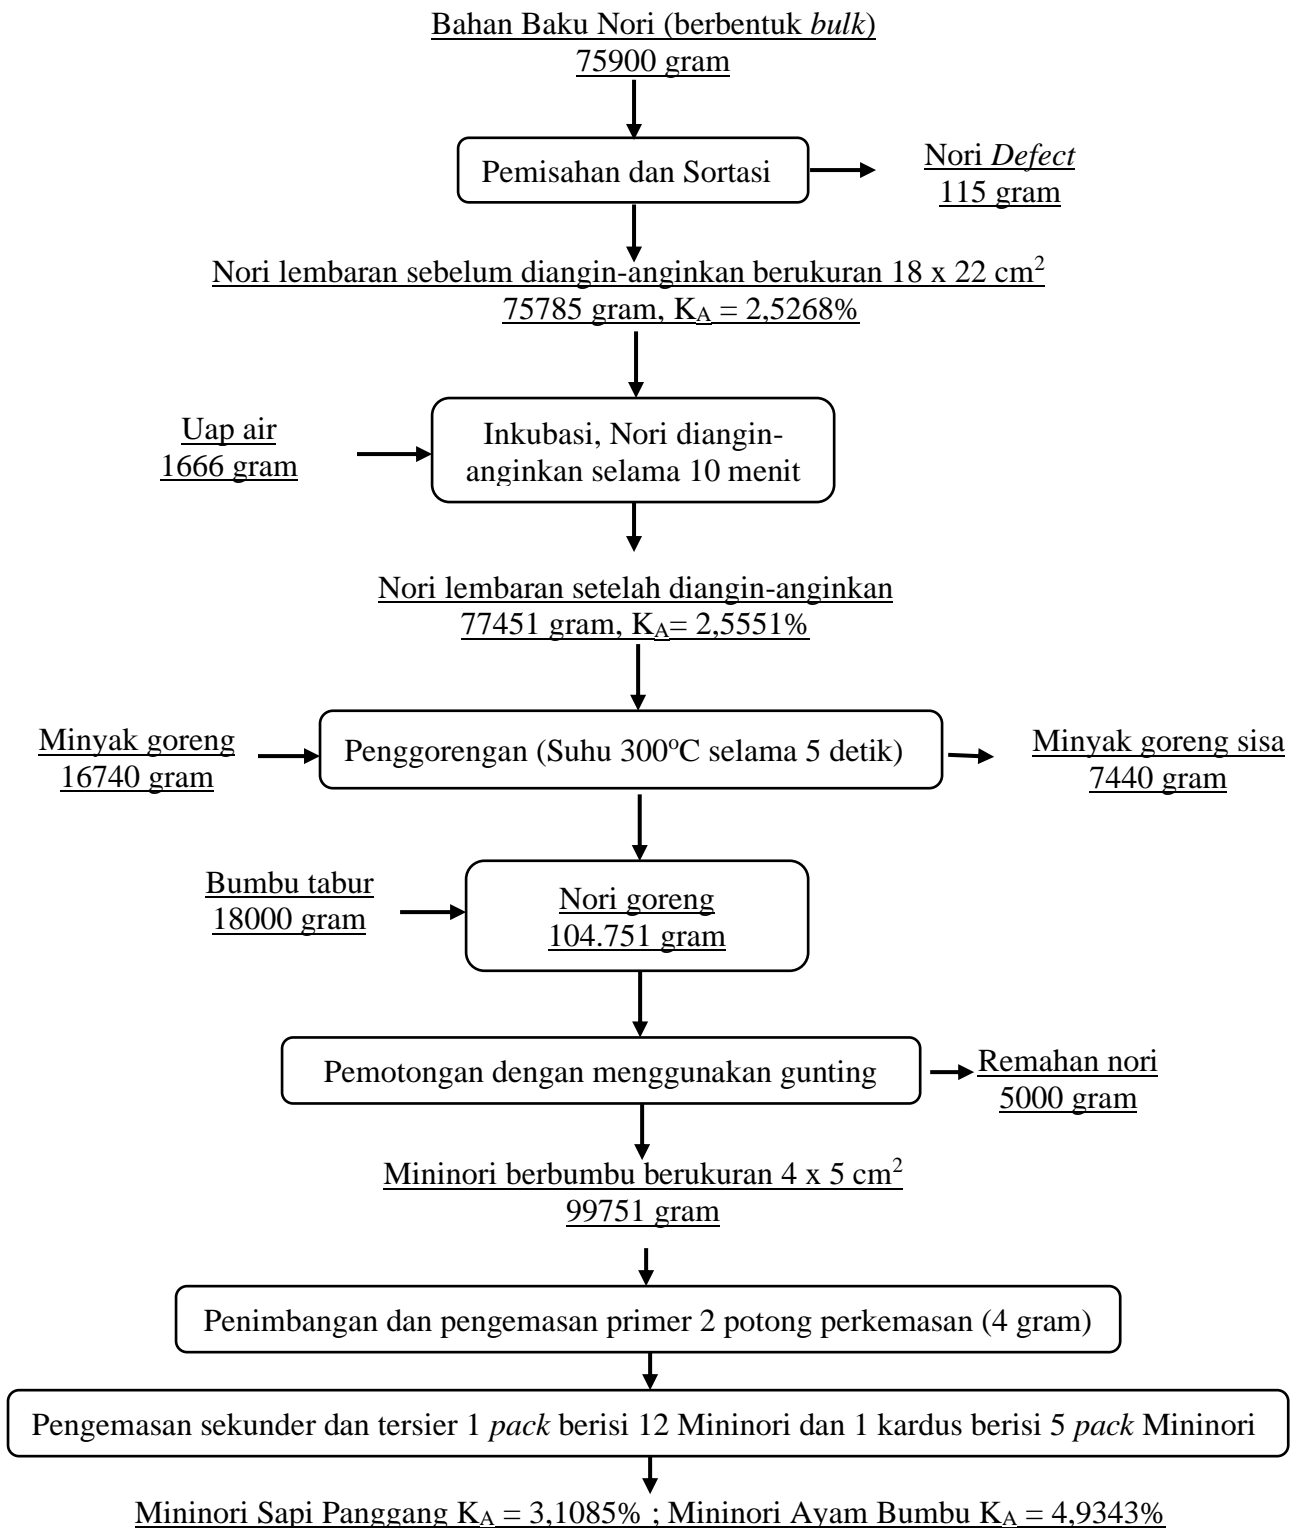 Bahan Baku Nori (berbentuk bulk)
75900 gram
Pemisahan dan Sortasi
Nori Defect
115 gram
Nori lembaran sebelum diangin-anginkan berukuran 18 x 22 cm²
75785 gram, KA = 2,5268%
Uap air
1666 gram
Inkubasi, Nori diangin-
anginkan selama 10 menit
Nori lembaran setelah diangin-anginkan
77451 gram, KA= 2,5551%
Minyak goreng
16740 gram
Penggorengan (Suhu 300°C selama 5 detik)
Minyak goreng sisa
7440 gram
Bumbu tabur
18000 gram
Nori goreng
104.751 gram
Pemotongan dengan menggunakan gunting
Remahan nori
5000 gram
Mininori berbumbu berukuran 4 x 5 cm²
99751 gram
Penimbangan dan pengemasan primer 2 potong perkemasan (4 gram)
Pengemasan sekunder dan tersier 1 pack berisi 12 Mininori dan 1 kardus berisi 5 pack Mininori
Mininori Sapi Panggang KA = 3,1085% ; Mininori Ayam Bumbu KA = 4,9343%